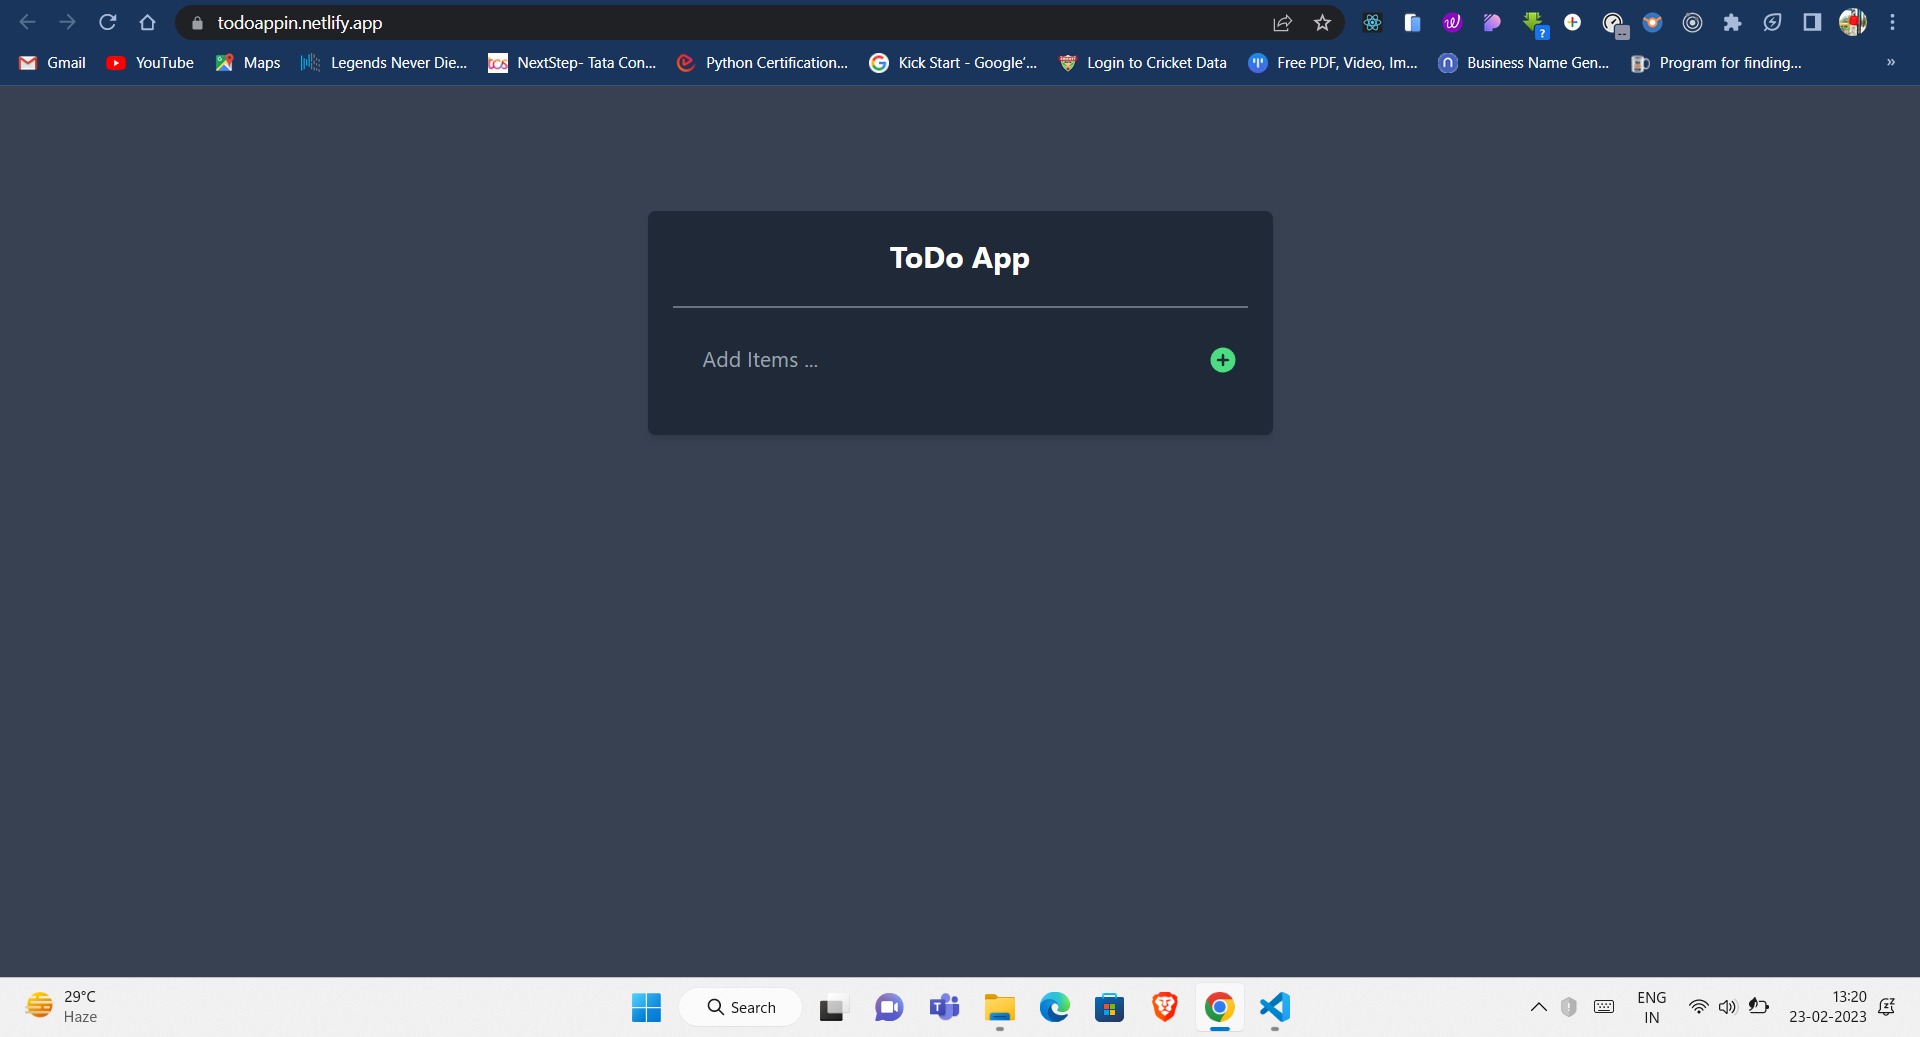 todoappin.netlify.app
Gmail
YouTube
Maps
Legends Never Die...
NextStep- Tata Con...
Python Certification...
Kick Start - Google'...
Login to Cricket Data
Free PDF, Video, Im...
Business Name Gen...
Program for finding...
»
ToDo App
Add Items ...
29°C
Haze
Search
ENG
IN
13:20
23-02-2023